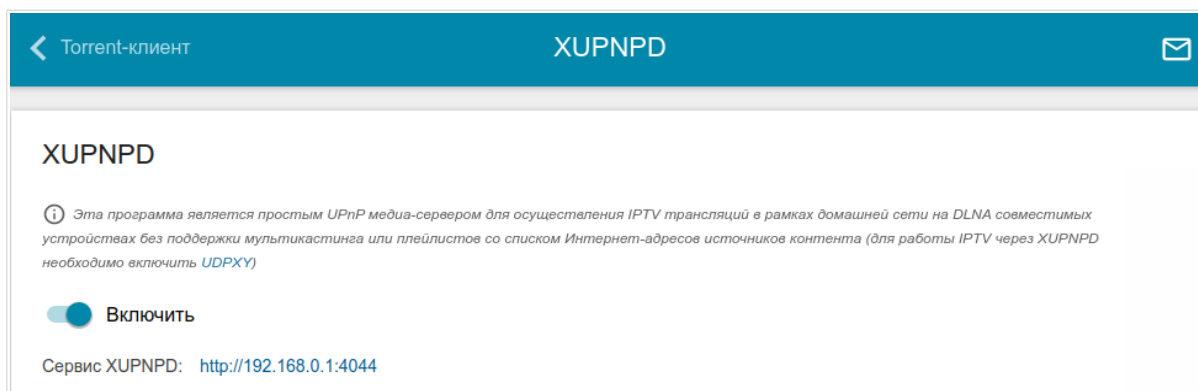 Torrent-клиент
XUPNPD
XUPNPD
Эта программа является простым UPnP медиа-сервером для осуществления IPTV трансляций в рамках домашней сети на DLNA совместимых
устройствах без поддержки мультикастинга или плейлистов со списком Интернет-адресов источников контента (для работы IPTV через XUPNPD
необходимо включить UDPXY)
Включить
Сервис XUPNPD: http://192.168.0.1:4044